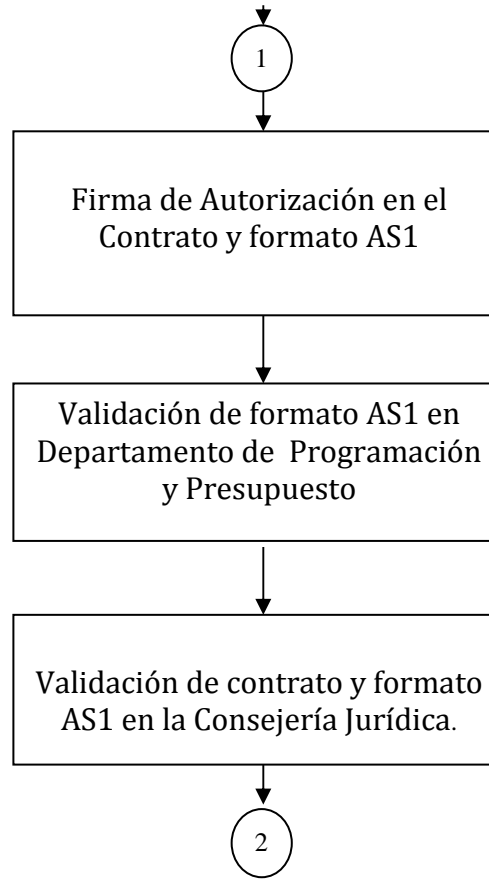 1
Firma de Autorización en el
Contrato y formato AS1
Validación de formato AS1 en
Departamento de  Programación
y Presupuesto
Validación de contrato y formato
AS1 en la Consejería Jurídica.
2